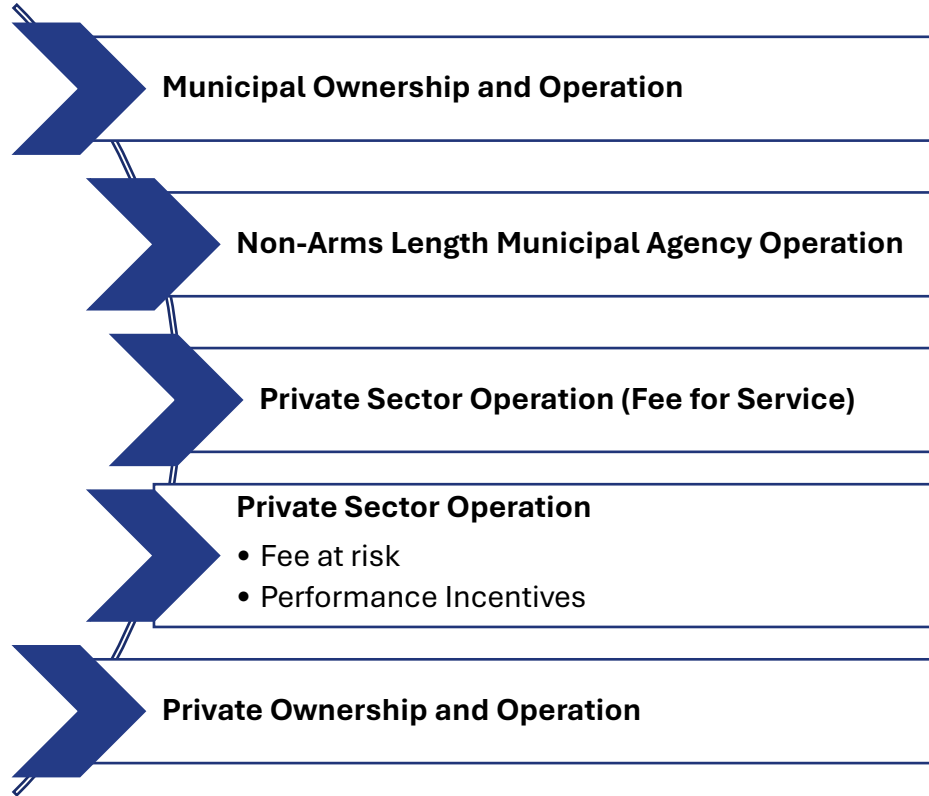 Municipal Ownership and Operation
Non-Arms Length Municipal Agency Operation
Private Sector Operation (Fee for Service)
Private Sector Operation
• Fee at risk
• Performance Incentives
Private Ownership and Operation